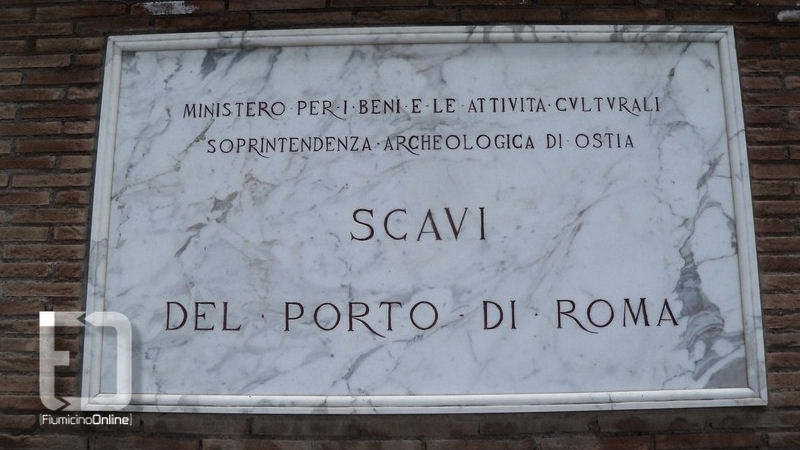 MINISTERO·PER·I·BENI·E·LE·ATTIVITA·CVLTVRALI
SOPRINTENDENZA·ARCHEOLOGICA DI OSTIA
SCAVI
DEL·PORTO·DI·ROMA
[FiumicinoOnline]